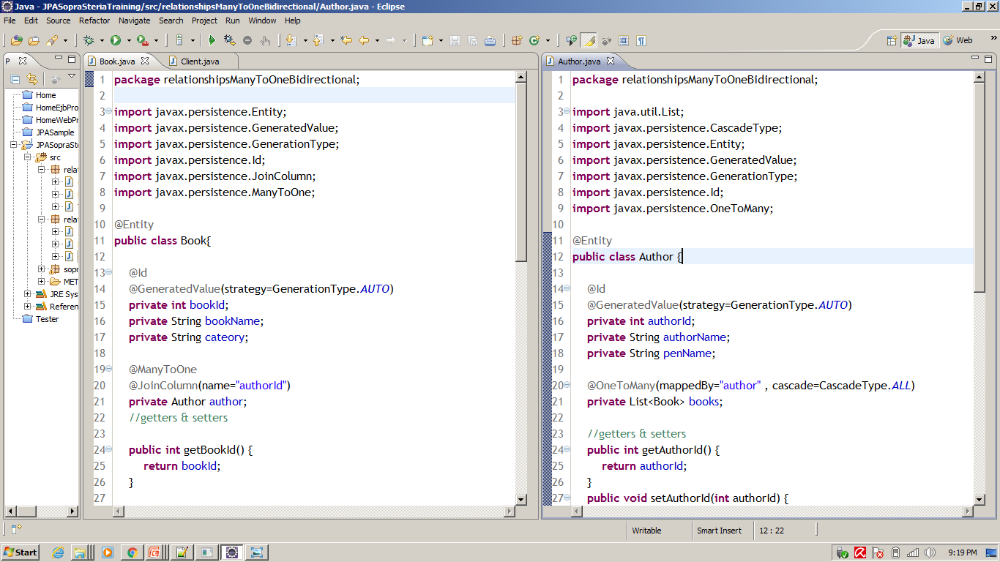 Java - JPASopraSteriaTraining/src/relationshipsManyToOneBidirectional/Author.java - Eclipse
File Edit Source Refactor Navigate Search Project Run Window Help
Java Web
P
Home
HomeEjbPro
HomeWebPr
JPASample
JPASopraSte
src
relat
relat
sopr
MET
JRE Sys
Referen
Tester
Book.java Client.java
1 package relationshipsManyToOneBidirectional;
2
3 import javax.persistence.Entity;
4 import javax.persistence.GeneratedValue;
5 import javax.persistence.GenerationType;
6 import javax.persistence.Id;
7 import javax.persistence.JoinColumn;
8 import javax.persistence.ManyToOne;
9
10 @Entity
11 public class Book{
12
13 @Id
14 @GeneratedValue(strategy=GenerationType.AUTO)
15 private int bookId;
16 private String bookName;
17 private String cateory;
18
19 @ManyToOne
20 @JoinColumn(name="authorId")
21 private Author author;
22 //getters & setters
23
24 public int getBookId() {
25 return bookId;
26 }
27
Author.java
1 package relationshipsManyToOneBidirectional;
2
3 import java.util.List;
4 import javax.persistence.CascadeType;
5 import javax.persistence.Entity;
6 import javax.persistence.GeneratedValue;
7 import javax.persistence.GenerationType;
8 import javax.persistence.Id;
9 import javax.persistence.OneToMany;
10
11 @Entity
12 public class Author {
13
14 @Id
15 @GeneratedValue(strategy=GenerationType.AUTO)
16 private int authorId;
17 private String authorName;
18 private String penName;
19
20 @OneToMany(mappedBy="author" , cascade=CascadeType.ALL)
21 private List<Book> books;
22
23 //getters & setters
24 public int getAuthorId() {
25 return authorId;
26 }
27 public void setAuthorId(int authorId) {
Writable Smart Insert 12 : 22
Start 9:19 PM